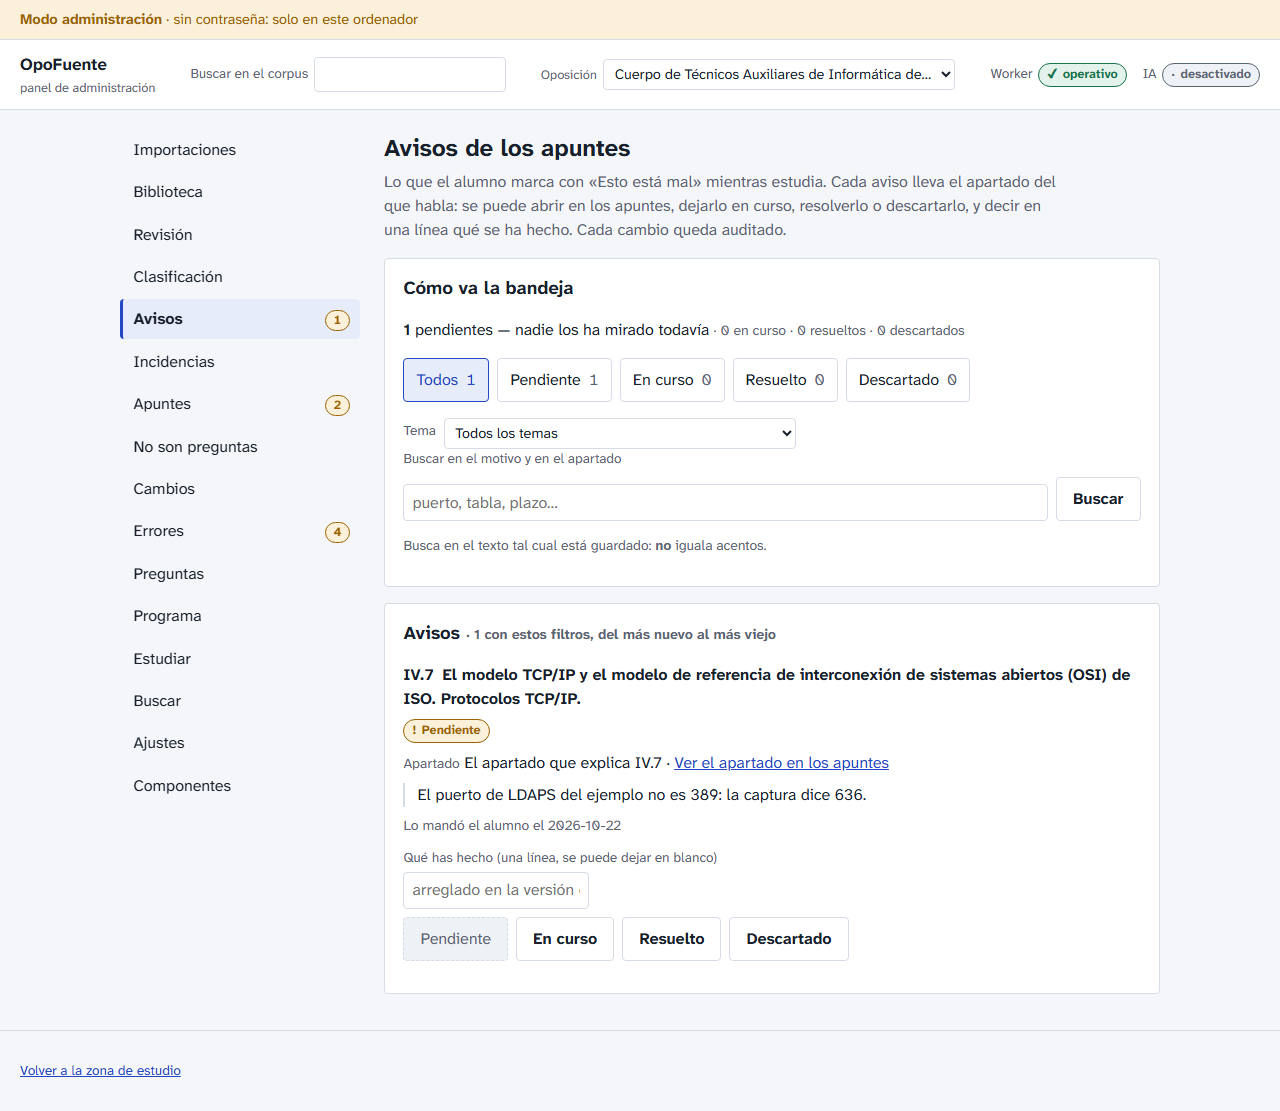 Modo administración · sin contraseña: solo en este ordenador
OpoFuente
panel de administración
Buscar en el corpus
Oposición
Cuerpo de Técnicos Auxiliares de Informática de...
Worker
✓ operativo
IA
· desactivado
Importaciones
Biblioteca
Revisión
Clasificación
Avisos 1
Incidencias
Apuntes 2
No son preguntas
Cambios
Errores 4
Preguntas
Programa
Estudiar
Buscar
Ajustes
Componentes
Avisos de los apuntes
Lo que el alumno marca con «Esto está mal» mientras estudia. Cada aviso lleva el apartado del
que habla: se puede abrir en los apuntes, dejarlo en curso, resolverlo o descartarlo, y decir en
una línea qué se ha hecho. Cada cambio queda auditado.
Cómo va la bandeja
1 pendientes — nadie los ha mirado todavía · 0 en curso · 0 resueltos · 0 descartados
Todos 1
Pendiente 1
En curso 0
Resuelto 0
Descartado 0
Tema
Todos los temas
Buscar en el motivo y en el apartado
puerto, tabla, plazo...
Buscar
Busca en el texto tal cual está guardado: no iguala acentos.
Avisos · 1 con estos filtros, del más nuevo al más viejo
IV.7 El modelo TCP/IP y el modelo de referencia de interconexión de sistemas abiertos (OSI) de
ISO. Protocolos TCP/IP.
! Pendiente
Apartado El apartado que explica IV.7 · Ver el apartado en los apuntes
El puerto de LDAPS del ejemplo no es 389: la captura dice 636.
Lo mandó el alumno el 2026-10-22
Qué has hecho (una línea, se puede dejar en blanco)
arreglado en la versión
Pendiente
En curso
Resuelto
Descartado
Volver a la zona de estudio